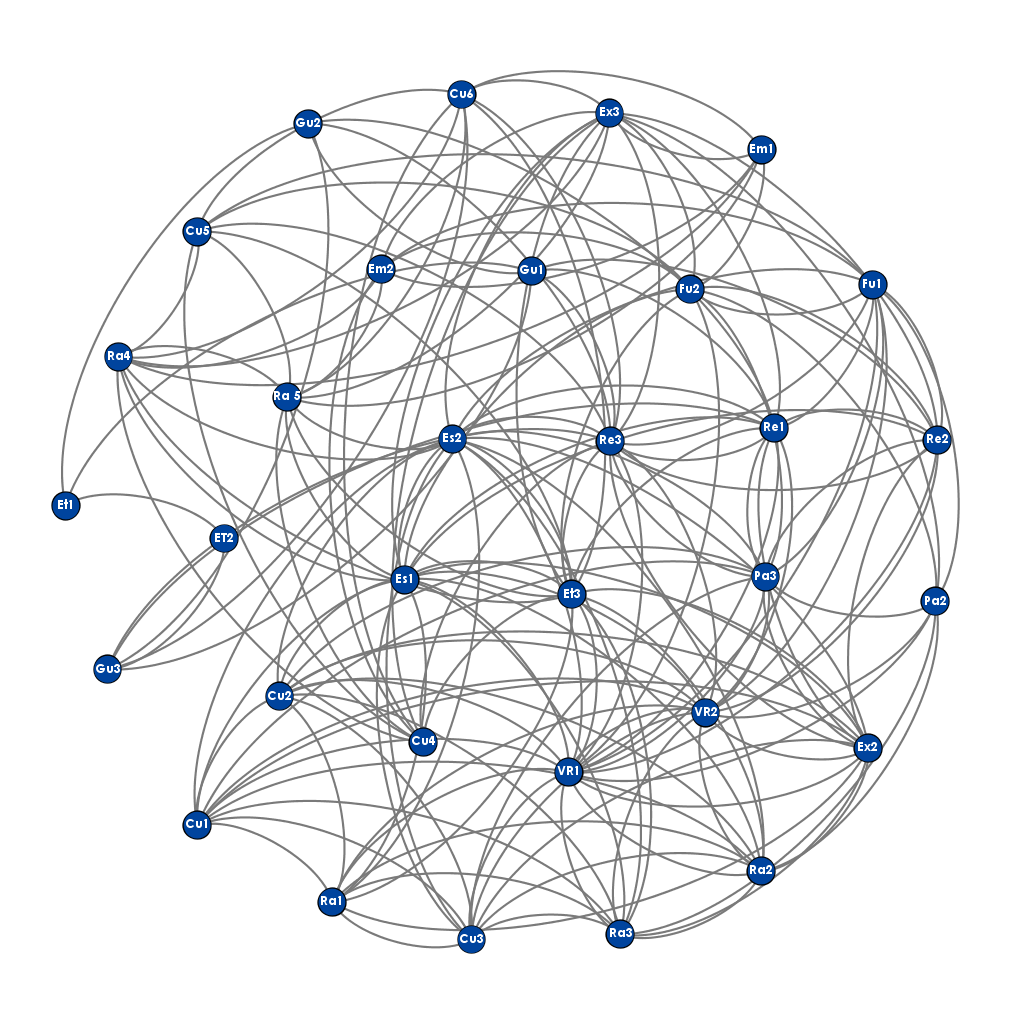 Cu6
Ex3
Gu2
Em1
Cu5
Em2
Gu1
Fu2
Fu1
Ra4
Ra 5
Es2
Re3
Re1
Re2
Et1
ET2
Es1
Et3
Pa3
Pa2
Gu3
Cu2
VR2
Cu4
VR1
Ex2
Cu1
Ra2
Ra1
Cu3
Ra3